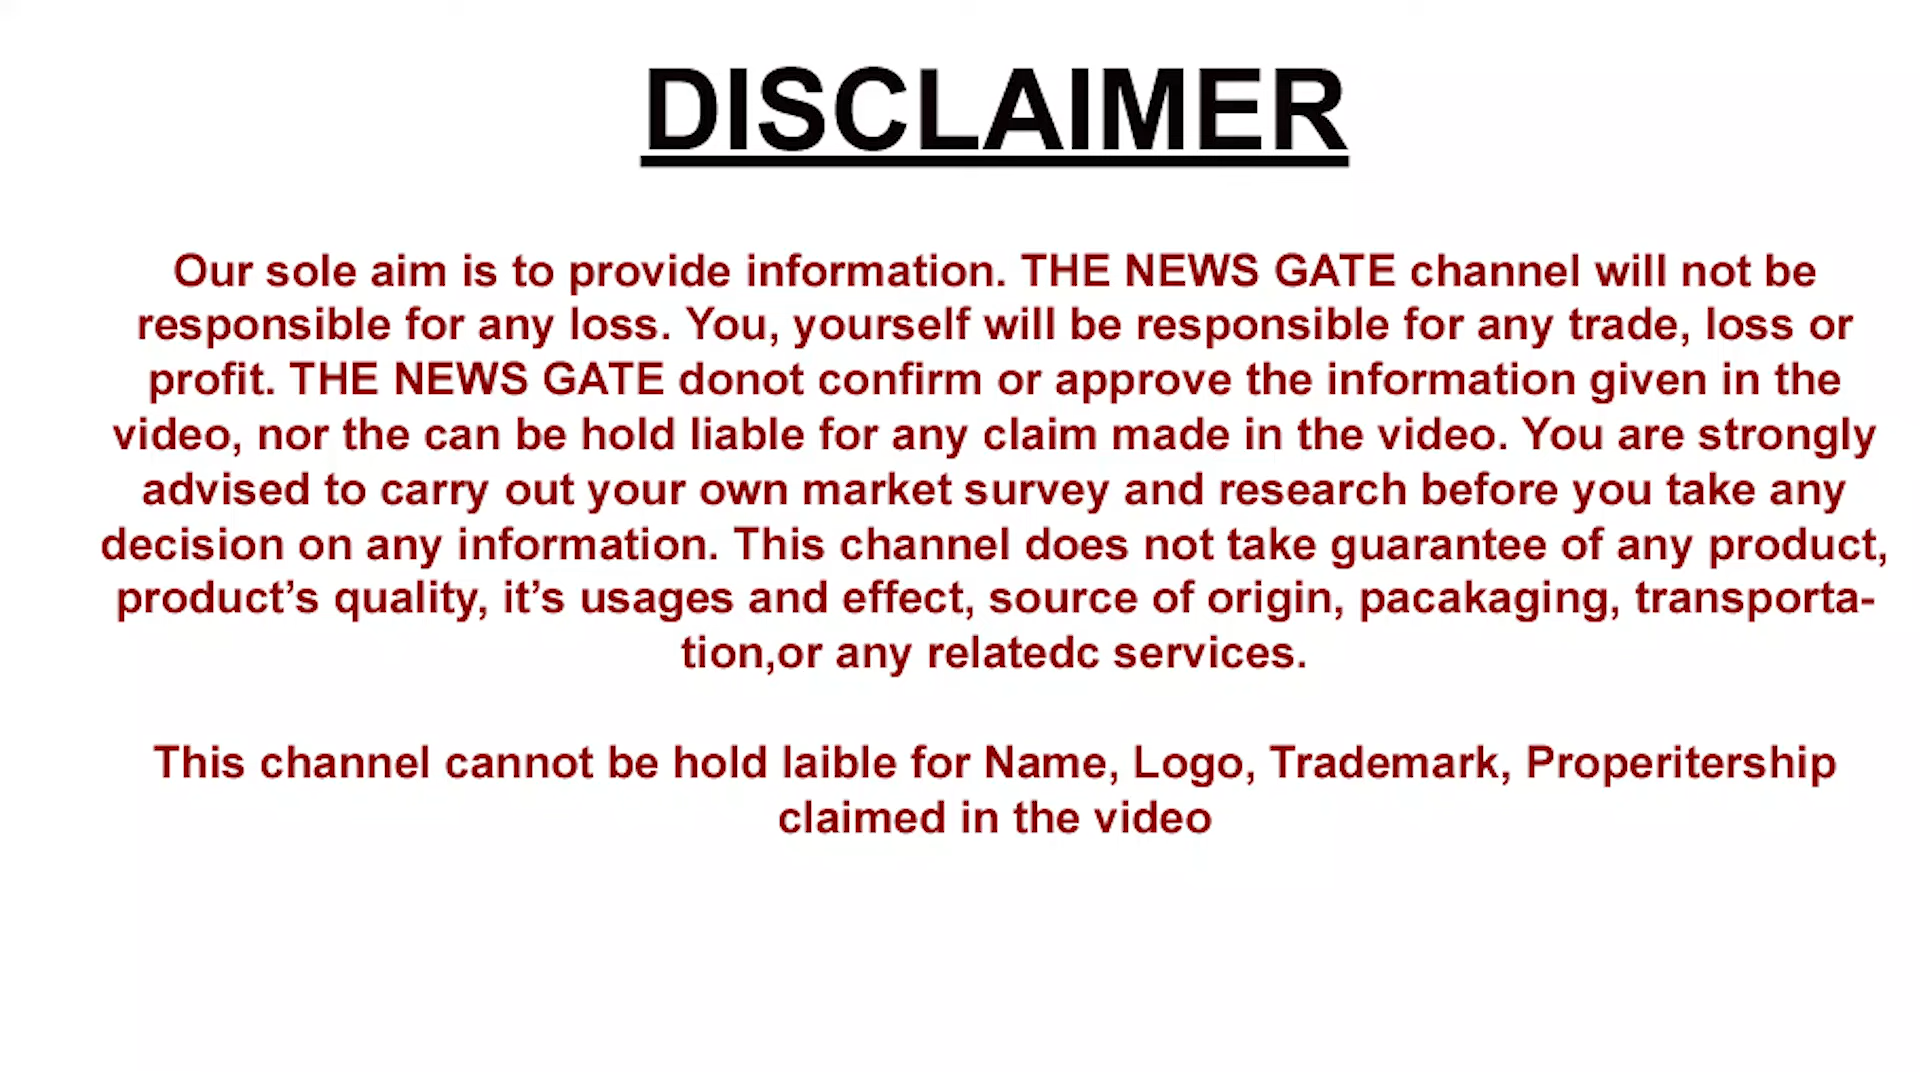 DISCLAIMER
Our sole aim is to provide information. THE NEWS GATE channel will not be
responsible for any loss. You, yourself will be responsible for any trade, loss or
profit. THE NEWS GATE donot confirm or approve the information given in the
video, nor the can be hold liable for any claim made in the video. You are strongly
advised to carry out your own market survey and research before you take any
decision on any information. This channel does not take guarantee of any product,
product’s quality, it’s usages and effect, source of origin, pacakaging, transporta-
tion,or any relatedc services.
This channel cannot be hold laible for Name, Logo, Trademark, Properitership
claimed in the video